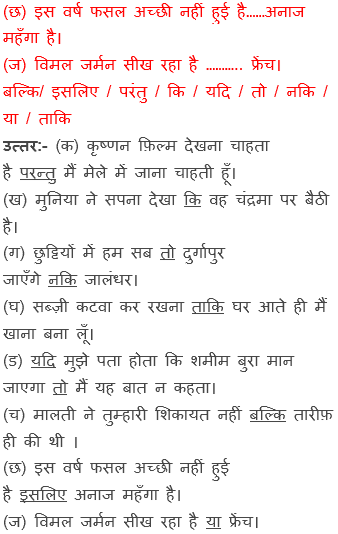 (छ) इस वर्ष फसल अच्छी नहीं हुई है......अनाज
महँगा है।
(ज) विमल जर्मन सीख रहा है ……….. फ्रेंच।
बल्कि/ इसलिए / परंतु / कि / यदि / तो / नकि /
या / ताकि
उत्तर:- (क) कृष्णन फ़िल्म देखना चाहता
है परन्तु मैं मेले में जाना चाहती हूँ।
(ख) मुनिया ने सपना देखा कि वह चंद्रमा पर बैठी
है।
(ग) छुट्टियों में हम सब तो दुर्गापुर
जाएँगे नकि जालंधर।
(घ) सब्ज़ी कटवा कर रखना ताकि घर आते ही मैं
खाना बना लूँ।
(ड) यदि मुझे पता होता कि शमीम बुरा मान
जाएगा तो मैं यह बात न कहता।
(च) मालती ने तुम्हारी शिकायत नहीं बल्कि तारीफ़
ही की थी ।
(छ) इस वर्ष फसल अच्छी नहीं हुई
है इसलिए अनाज महँगा है।
(ज) विमल जर्मन सीख रहा है या फ्रेंच।